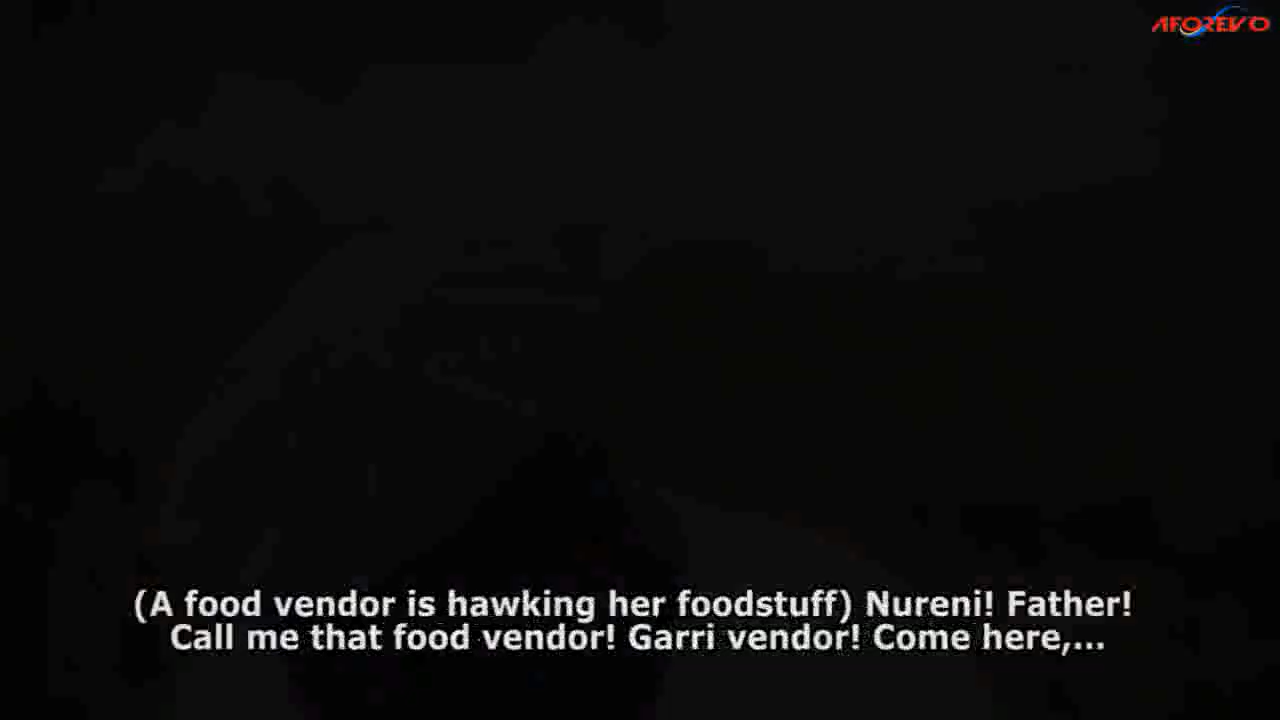 AFOREVO
(A food vendor is hawking her foodstuff) Nureni! Father!
Call me that food vendor! Garri vendor! Come here,...